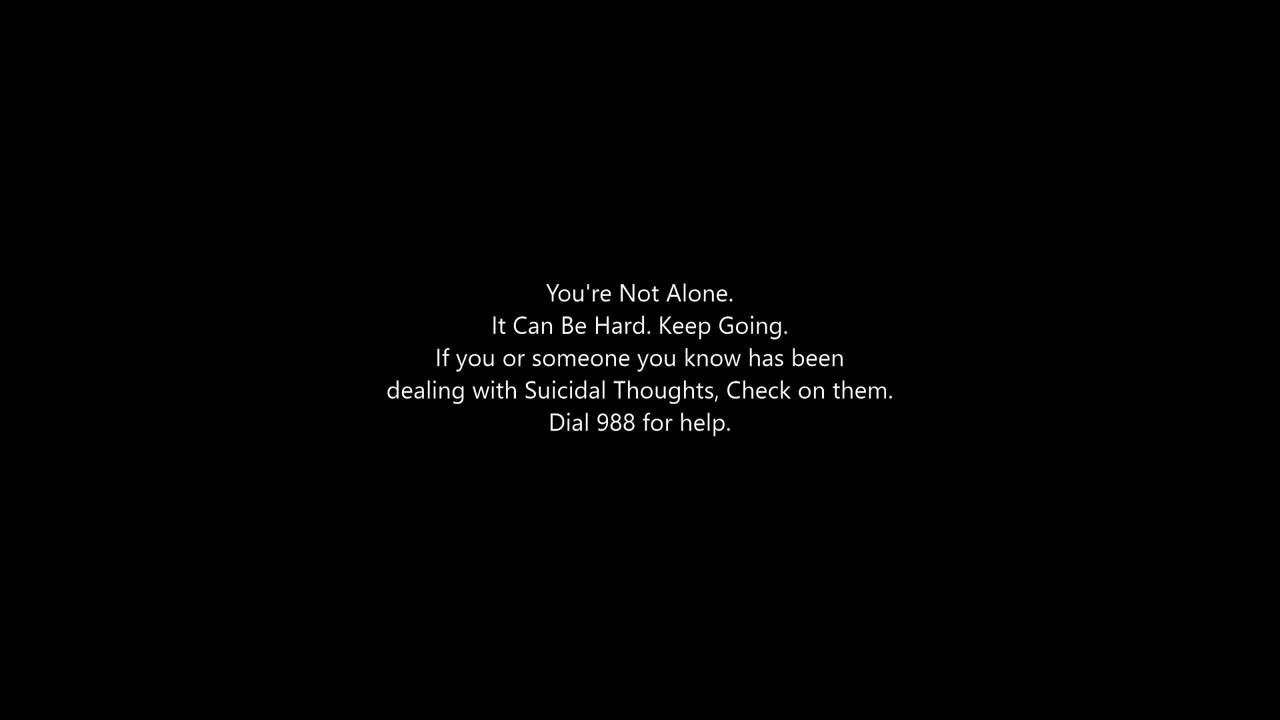 You're Not Alone.
It Can Be Hard. Keep Going.
If you or someone you know has been
dealing with Suicidal Thoughts, Check on them.
Dial 988 for help.